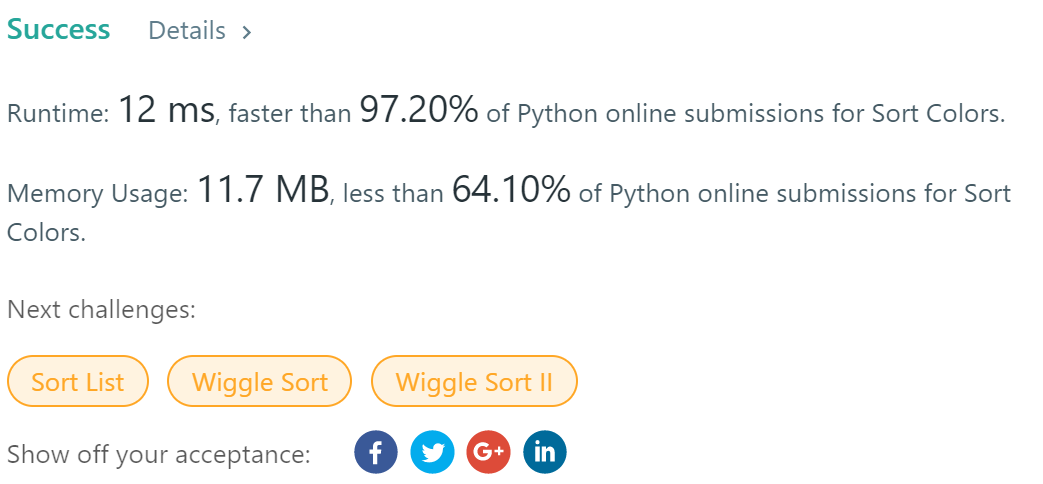 Success Details >
Runtime: 12 ms, faster than 97.20% of Python online submissions for Sort Colors.
Memory Usage: 11.7 MB, less than 64.10% of Python online submissions for Sort
Colors.
Next challenges:
Sort List Wiggle Sort Wiggle Sort II
Show off your acceptance: f G+ in